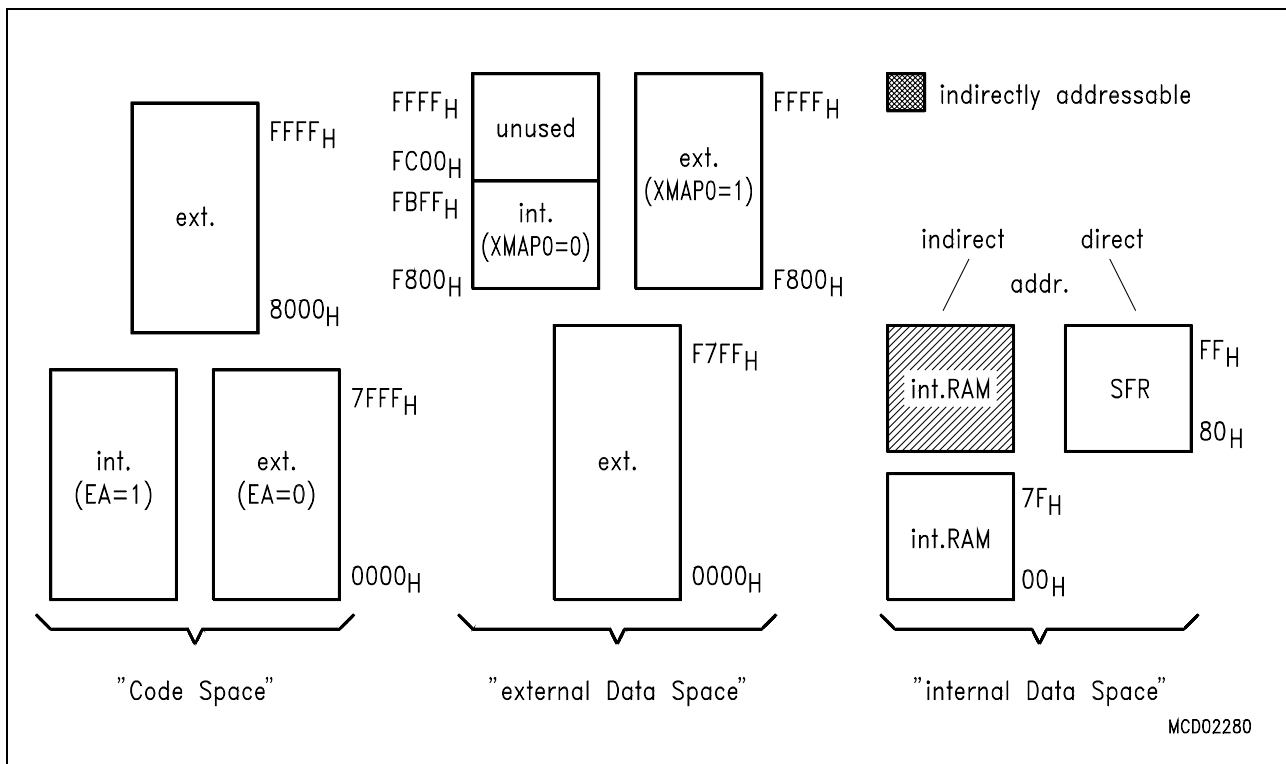 ext.
FFFFH
8000H
int.
(EA=1)
ext.
(EA=0)
7FFFH
0000H
"Code Space"
FFFFH
FC00H
FBFFH
F800H
unused
int.
(XMAP0=0)
ext.
(XMAP0=1)
FFFFH
F800H
ext.
F7FFH
0000H
"external Data Space"
indirectly addressable
indirect
direct
addr.
int.RAM
SFR
FFH
80H
int.RAM
7FH
00H
"internal Data Space"
MCD02280